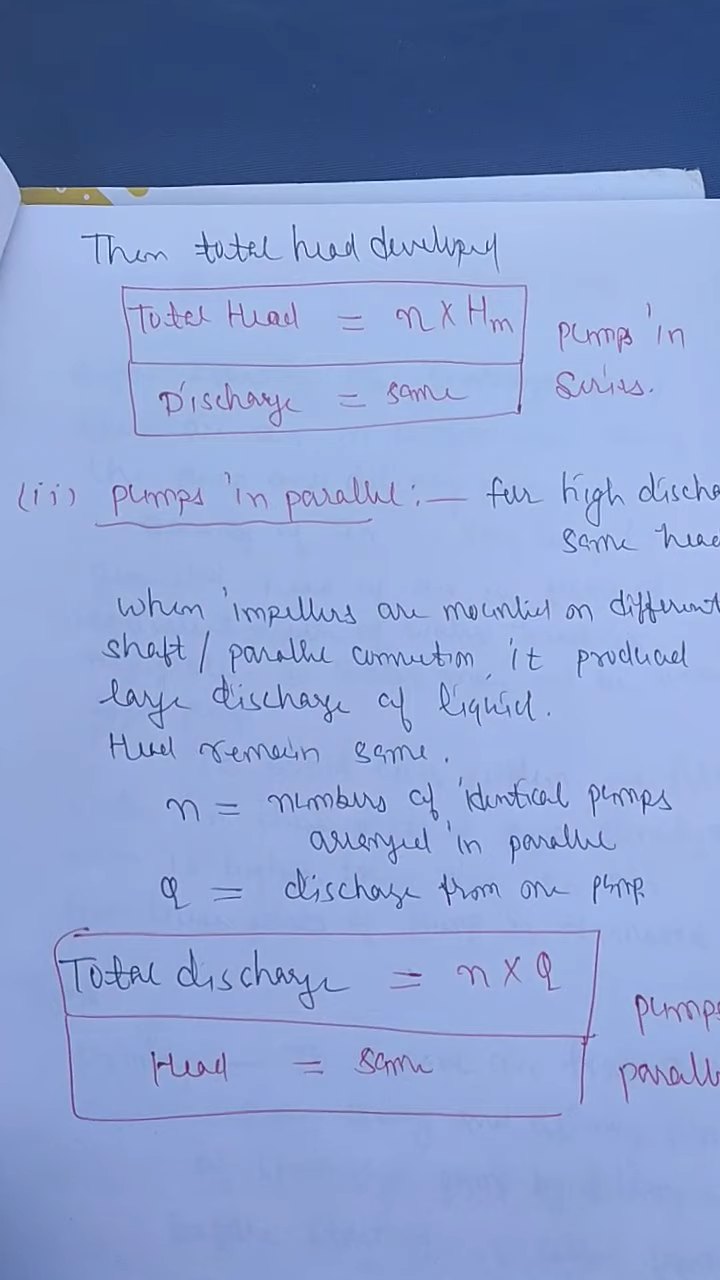 Then total head developed
Total Head = n x Hm
Discharge = same
pumps in
series.
(ii) pumps in parallel :— for high discha
same head
when impellers are mounted on different
shaft / parallel connection, it produced
large discharge of liquid.
Head remain same.
n = numbers of identical pumps
arranged in parallel
Q = discharge from one pump.
Total discharge = n x Q
Head = same
pumps
parall